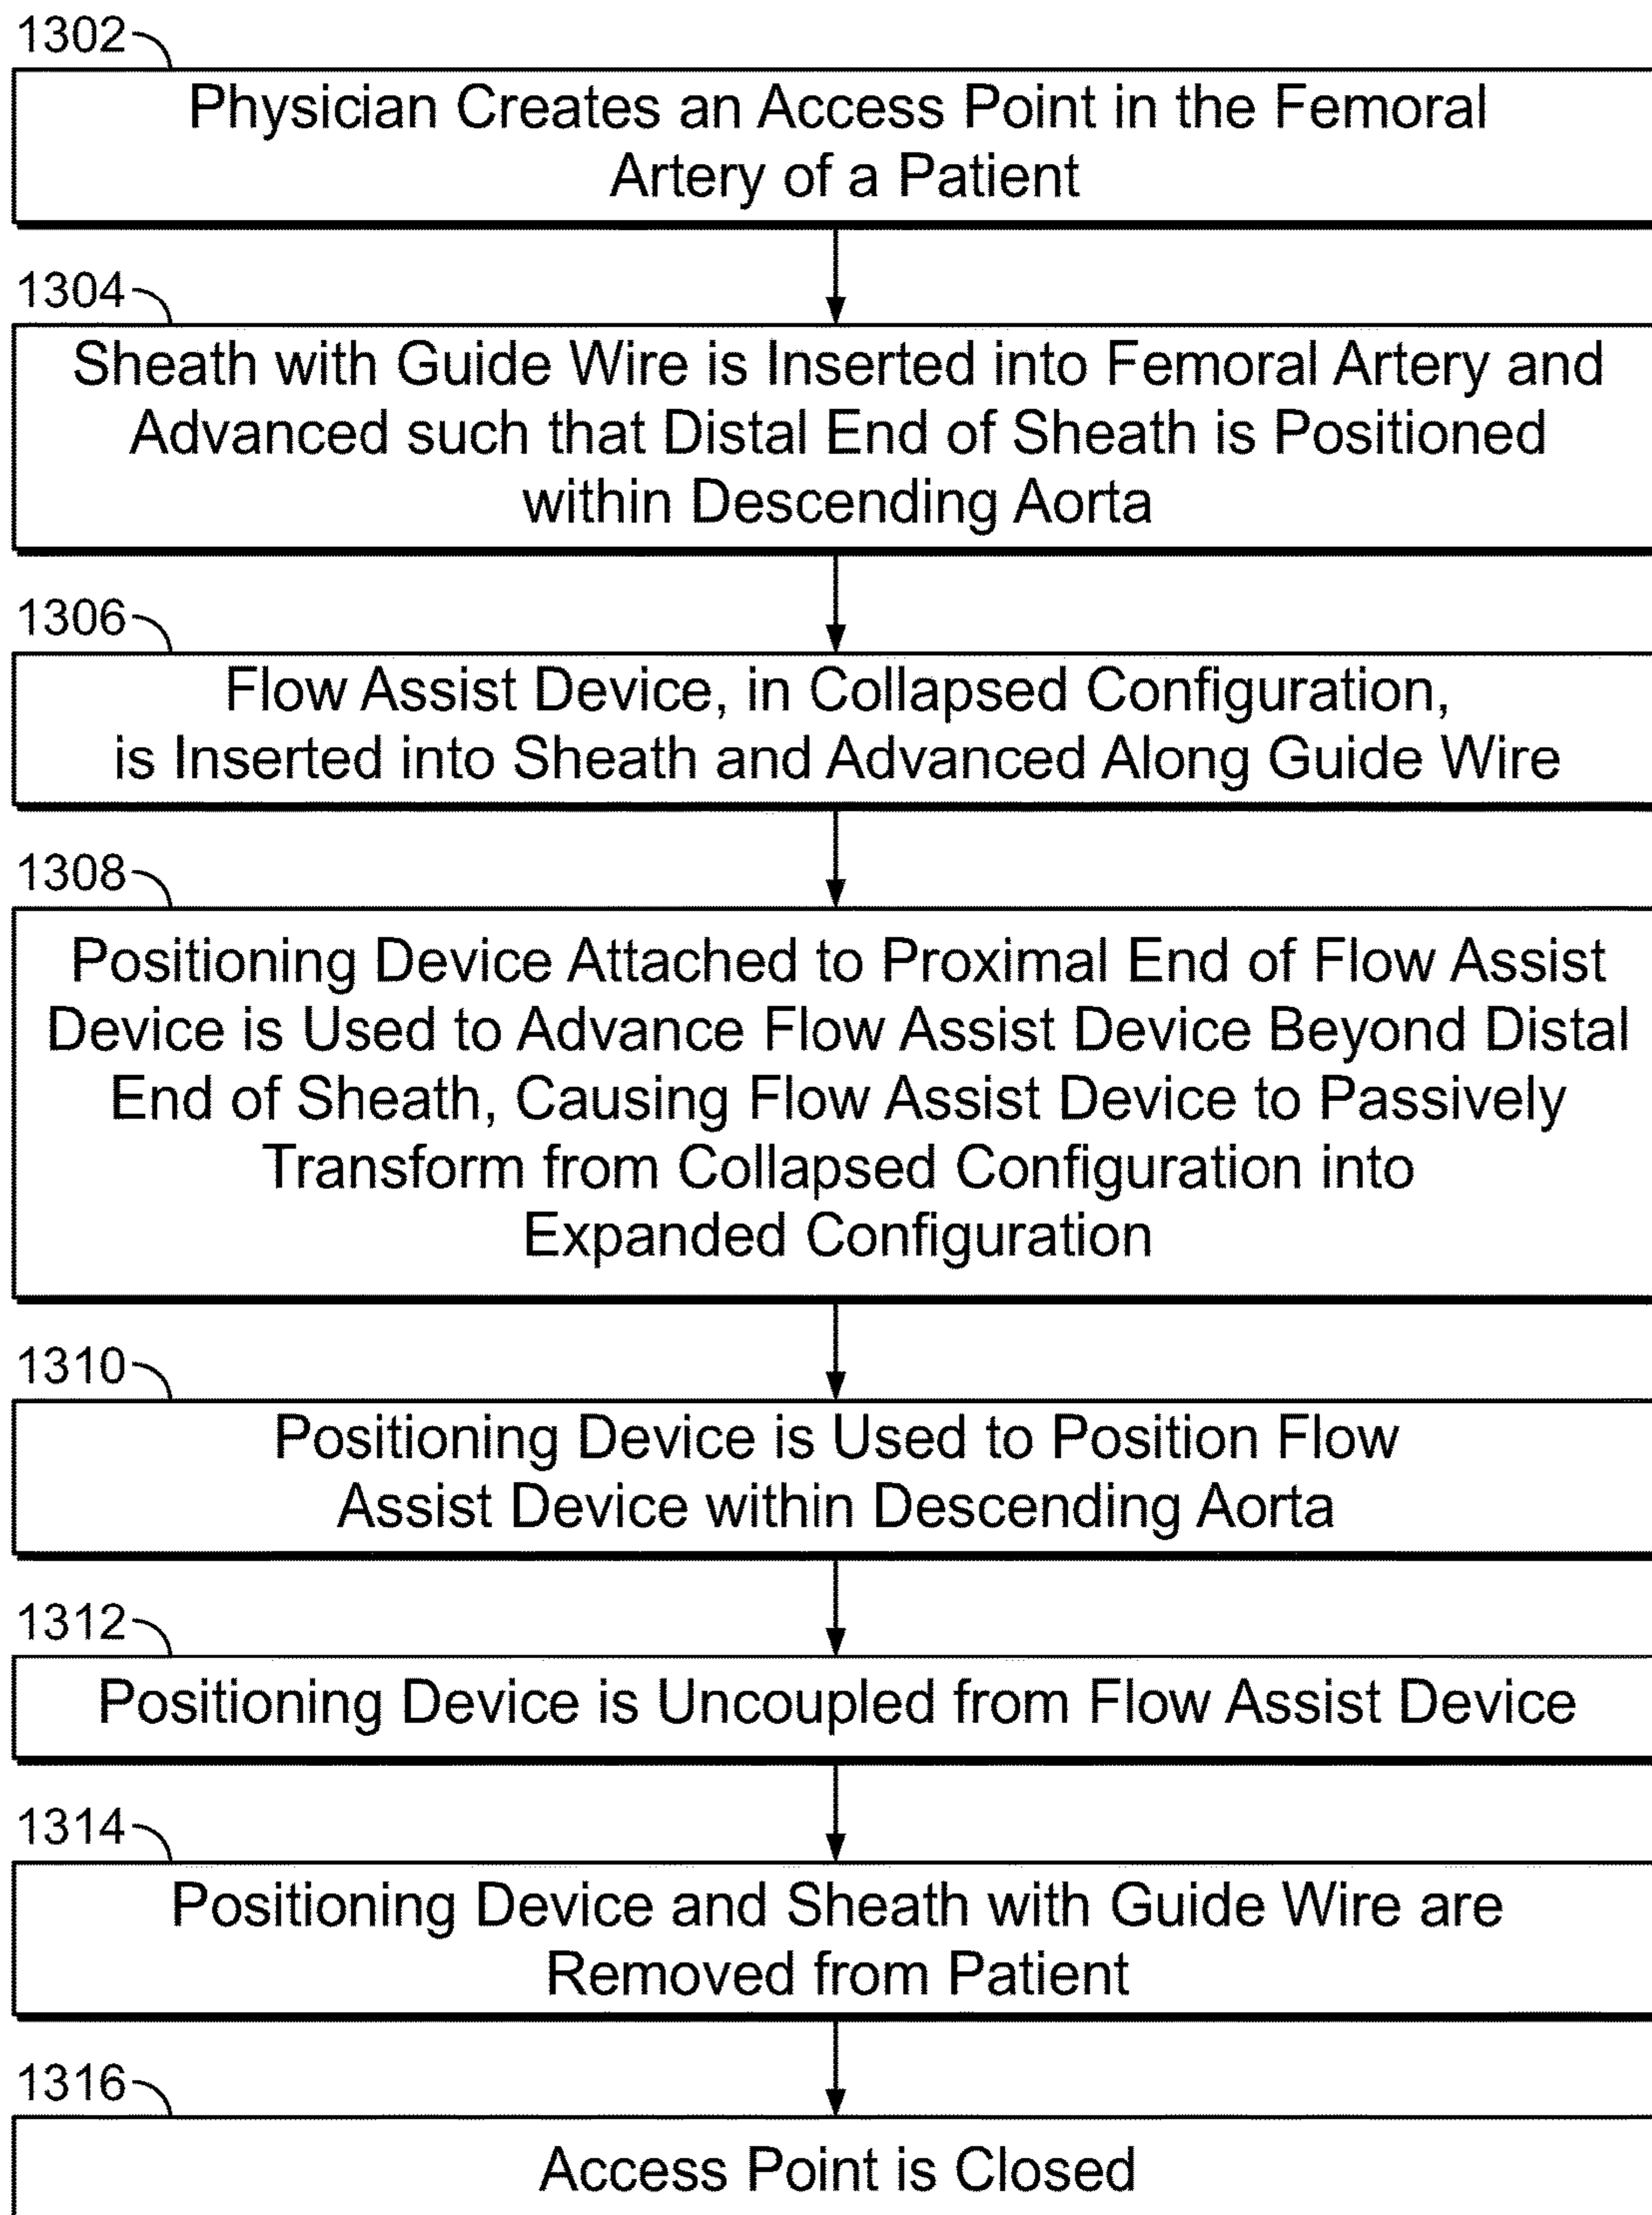 1302
Physician Creates an Access Point in the Femoral
Artery of a Patient
1304
Sheath with Guide Wire is Inserted into Femoral Artery and
Advanced such that Distal End of Sheath is Positioned
within Descending Aorta
1306
Flow Assist Device, in Collapsed Configuration,
is Inserted into Sheath and Advanced Along Guide Wire
1308
Positioning Device Attached to Proximal End of Flow Assist
Device is Used to Advance Flow Assist Device Beyond Distal
End of Sheath, Causing Flow Assist Device to Passively
Transform from Collapsed Configuration into
Expanded Configuration
1310
Positioning Device is Used to Position Flow
Assist Device within Descending Aorta
1312
Positioning Device is Uncoupled from Flow Assist Device
1314
Positioning Device and Sheath with Guide Wire are
Removed from Patient
1316
Access Point is Closed